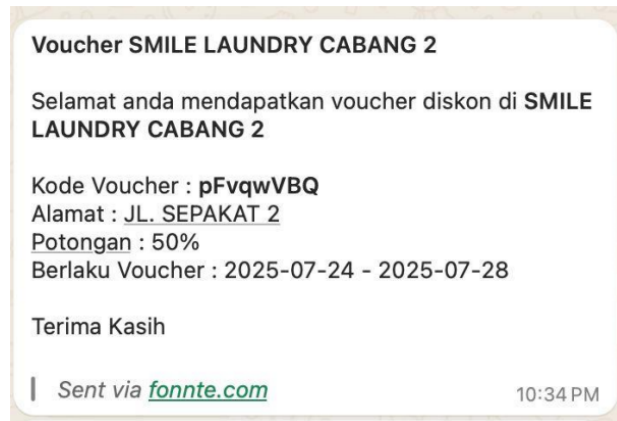 Voucher SMILE LAUNDRY CABANG 2
Selamat anda mendapatkan voucher diskon di SMILE
LAUNDRY CABANG 2
Kode Voucher : pFvqwVBQ
Alamat : JL. SEPAKAT 2
Potongan : 50%
Berlaku Voucher : 2025-07-24 - 2025-07-28
Terima Kasih
Sent via fonnte.com
10:34 PM